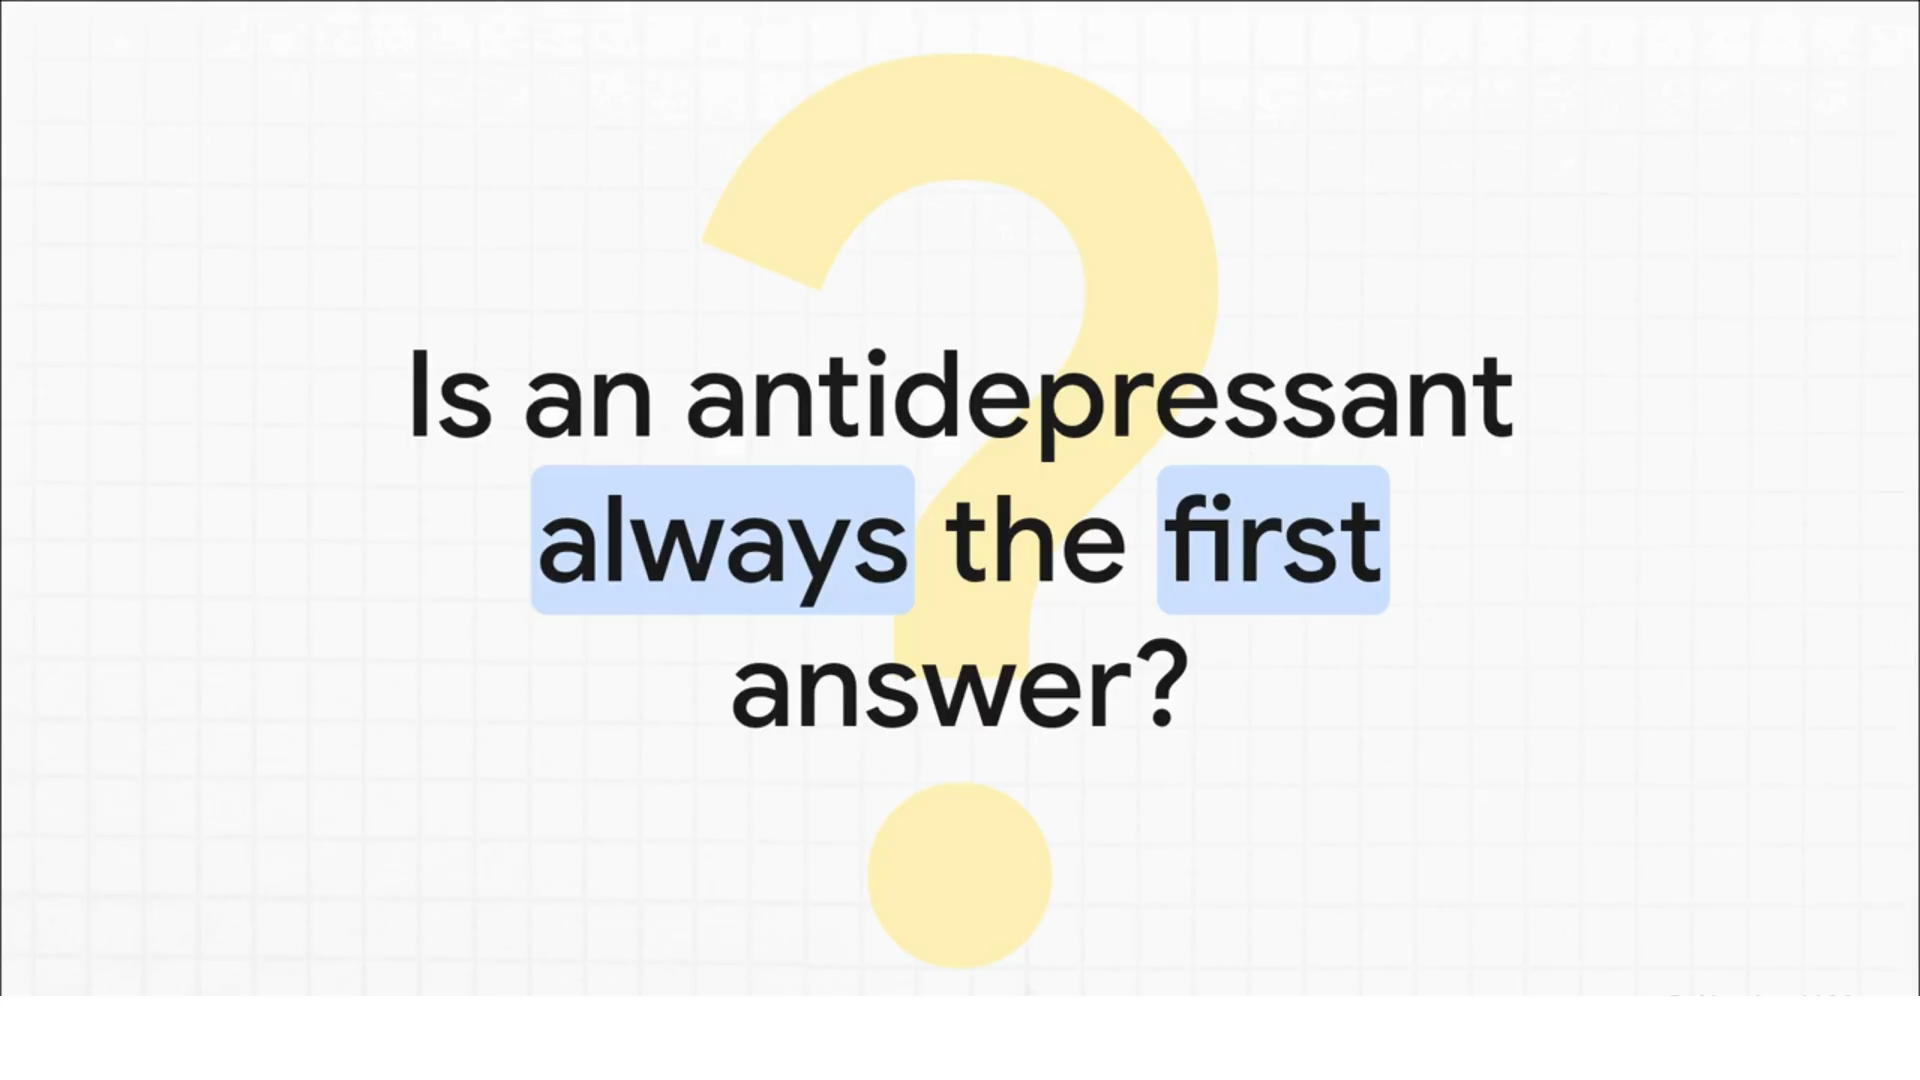 Is an antidepressant
always the first
answer?